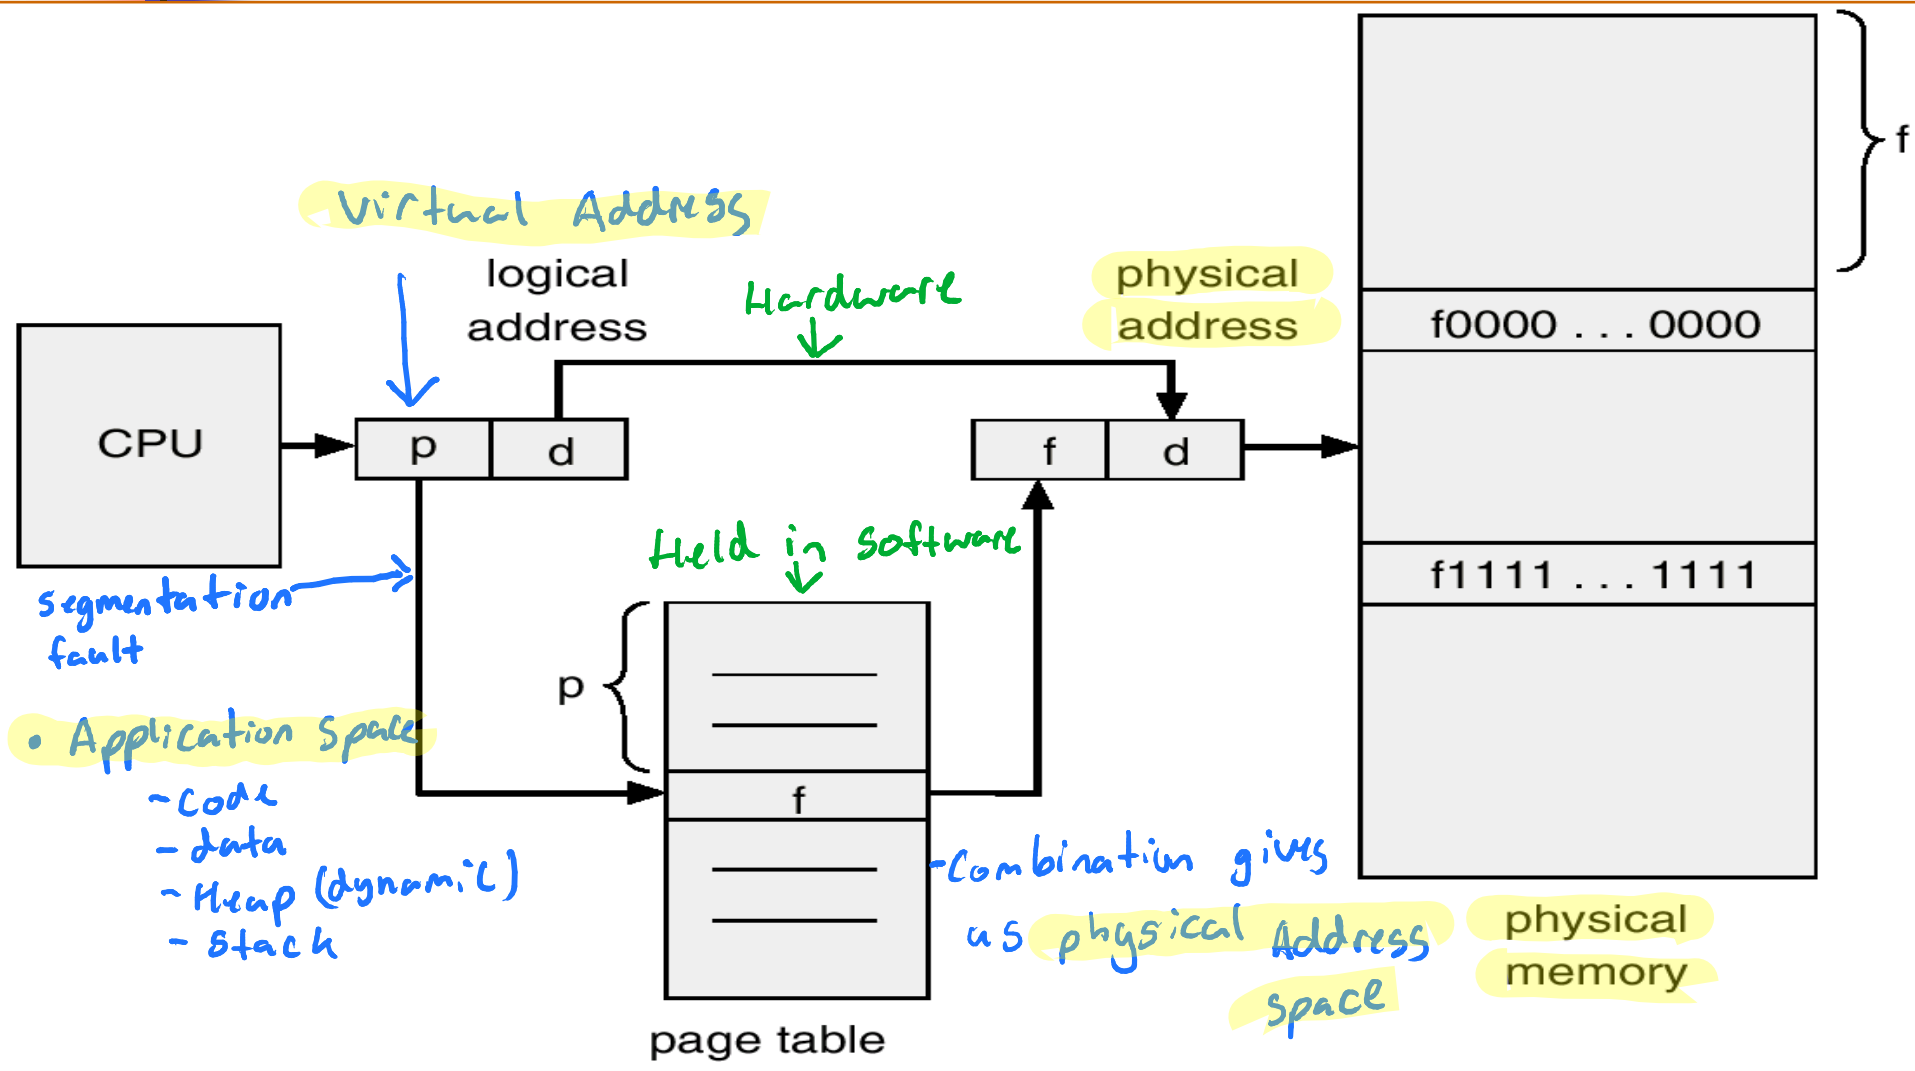 f
f0000 . . . 0000
Virtual Address
logical
address
Hardware
physical
address
CPU
p
d
f
d
f1111 . . . 1111
Held in software
segmentation
fault
p
• Application Space
- Code
- data
- Heap (dynamic)
- Stack
f
- Combination gives
us physical Address
space
physical
memory
page table